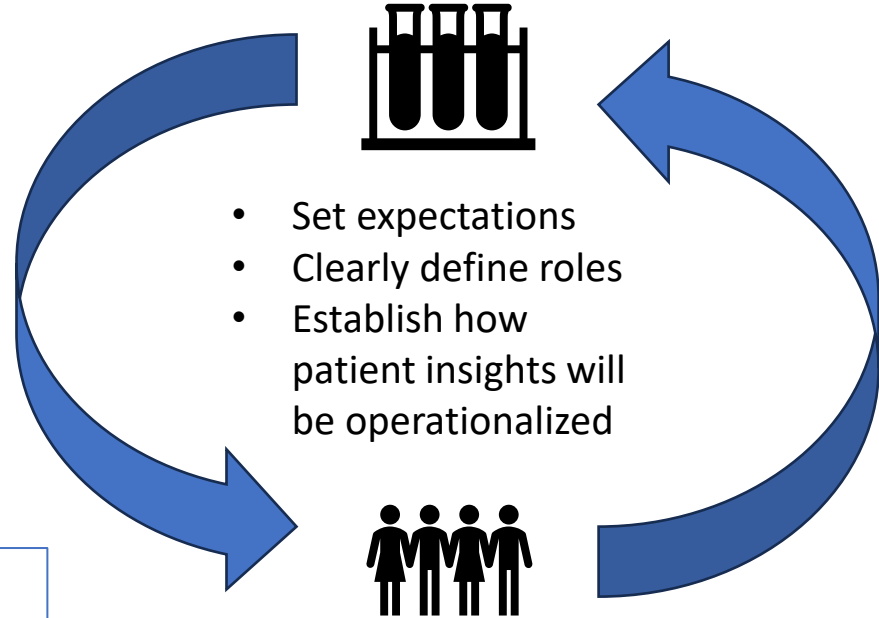 • Set expectations
• Clearly define roles
• Establish how
patient insights will
be operationalized